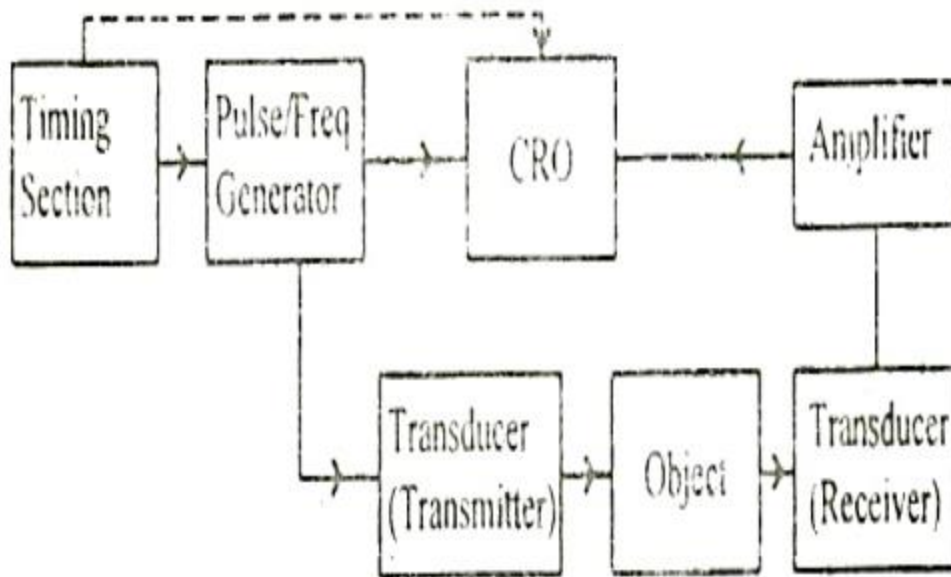 Timing
Section
Pulse/Freq
Generator
CRO
Amplifier
Transducer
(Transmitter)
Object
Transducer
(Receiver)